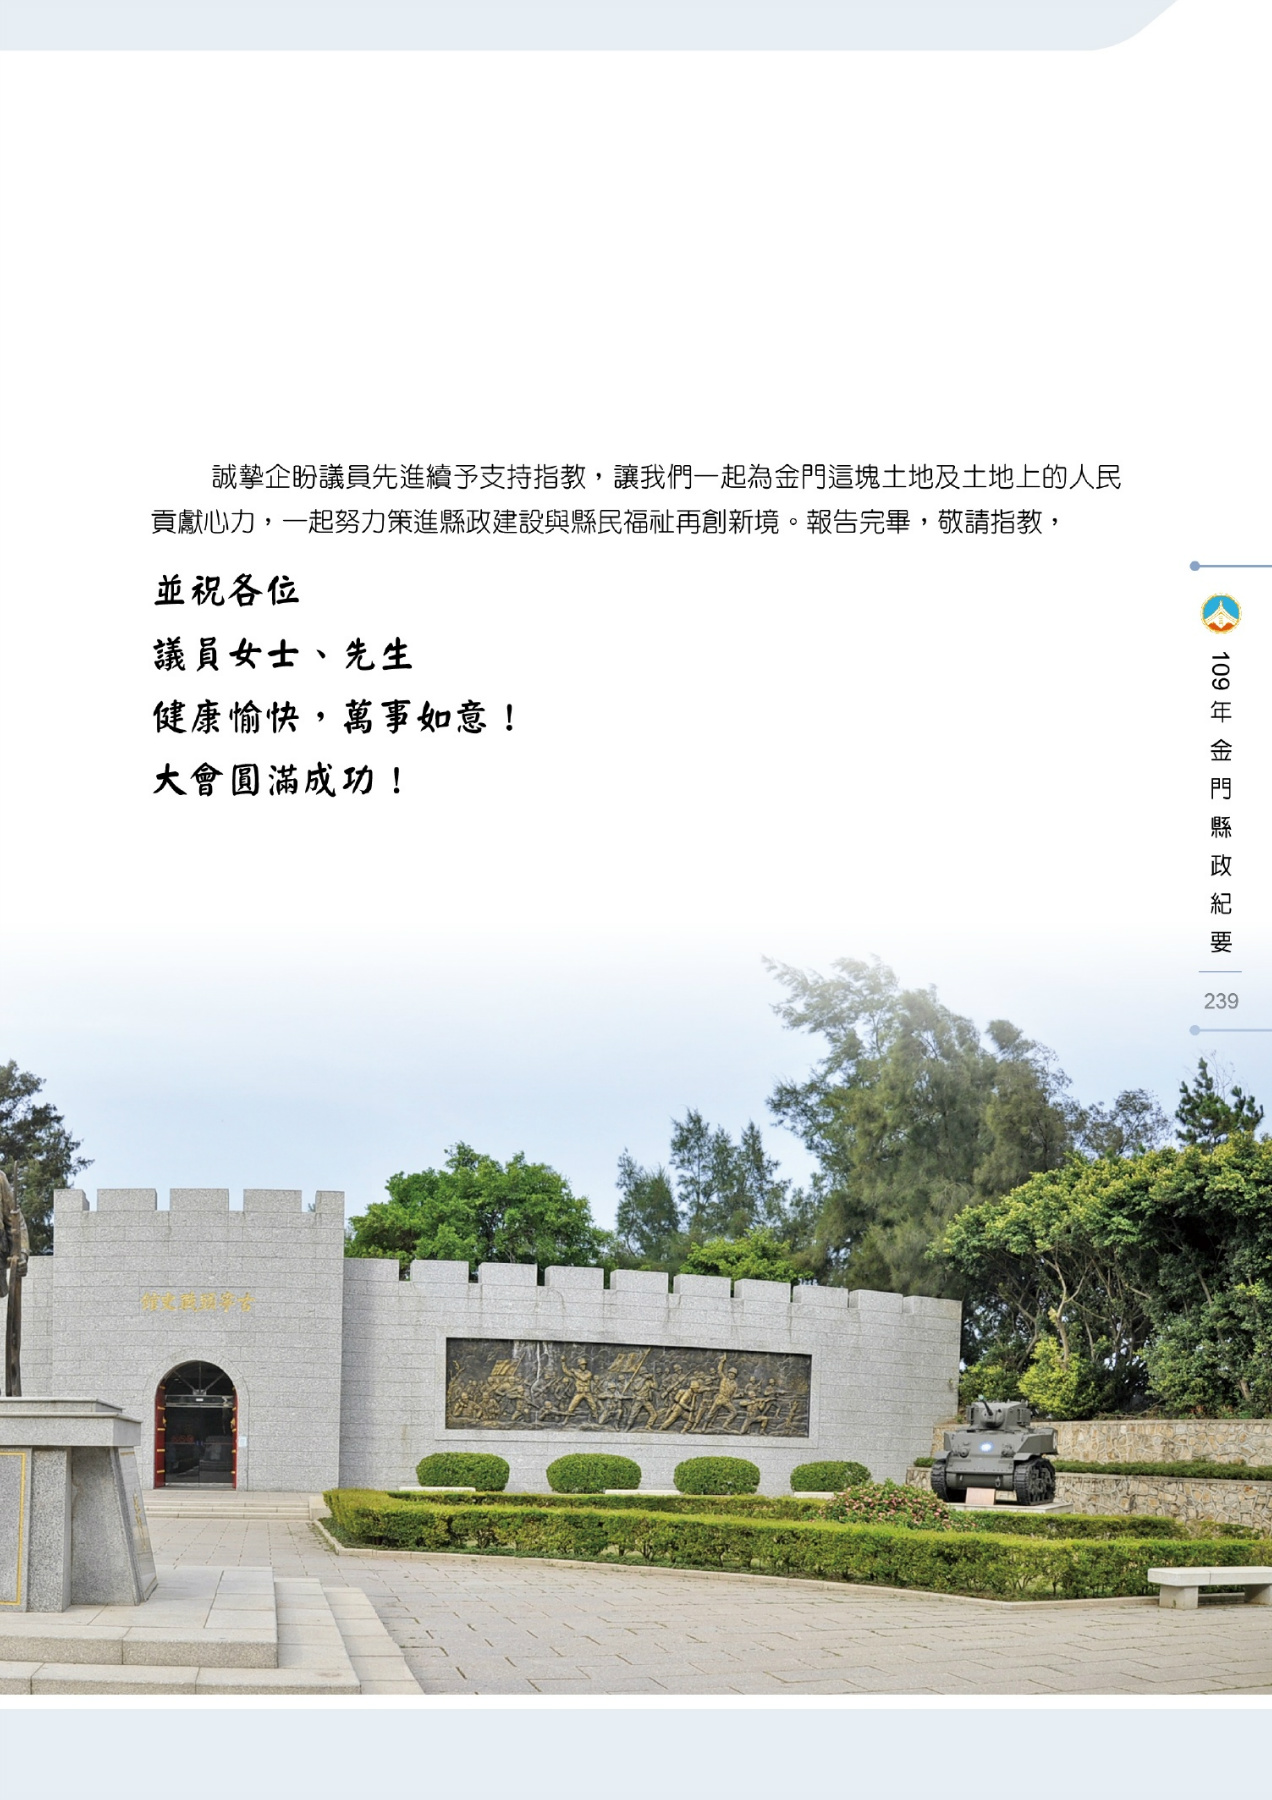 誠摯企盼議員先進續予支持指教，讓我們一起為金門這塊土地及土地上的人民
貢獻心力，一起努力策進縣政建設與縣民福祉再創新境。報告完畢，敬請指教，
並祝各位
議員女士、先生
健康愉快，萬事如意！
大會圓滿成功！
109年金門縣政紀要
239
館史戰頭寧古